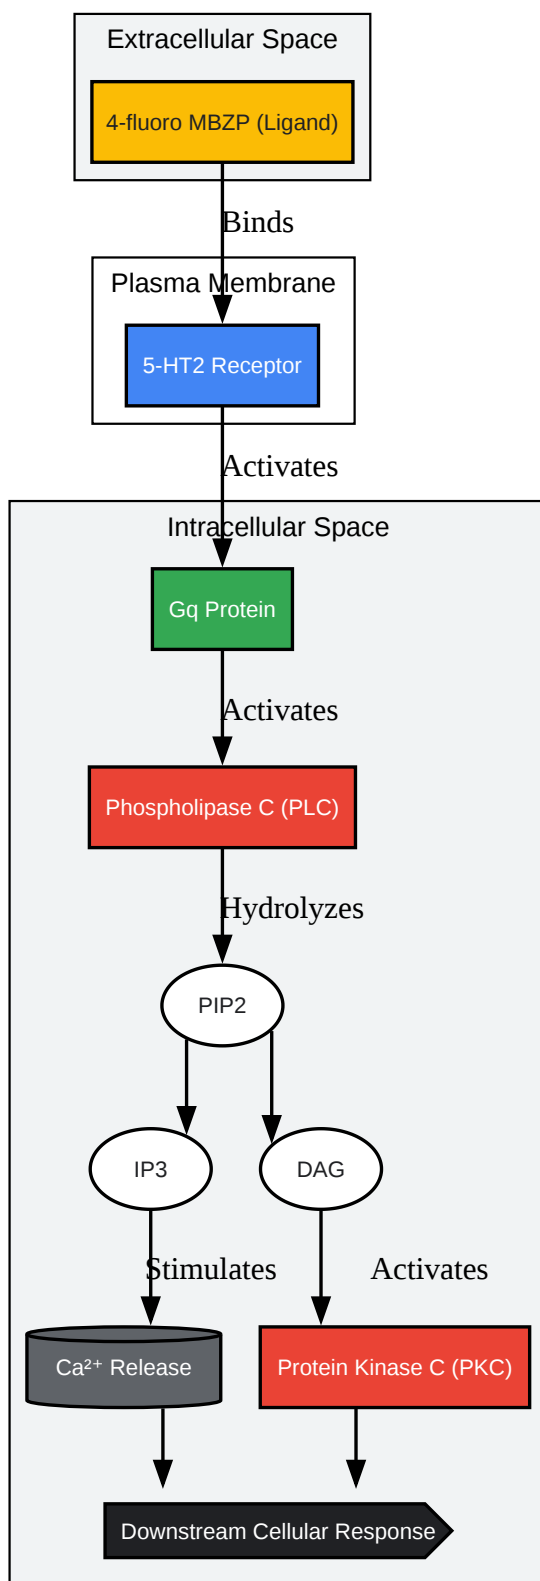 Extracellular Space
4-fluoro MBZP (Ligand)
Binds
Plasma Membrane
5-HT2 Receptor
Activates
Intracellular Space
Gq Protein
Activates
Phospholipase C (PLC)
Hydrolyzes
PIP2
IP3
DAG
Stimulates
Activates
Ca²⁺ Release
Protein Kinase C (PKC)
Downstream Cellular Response